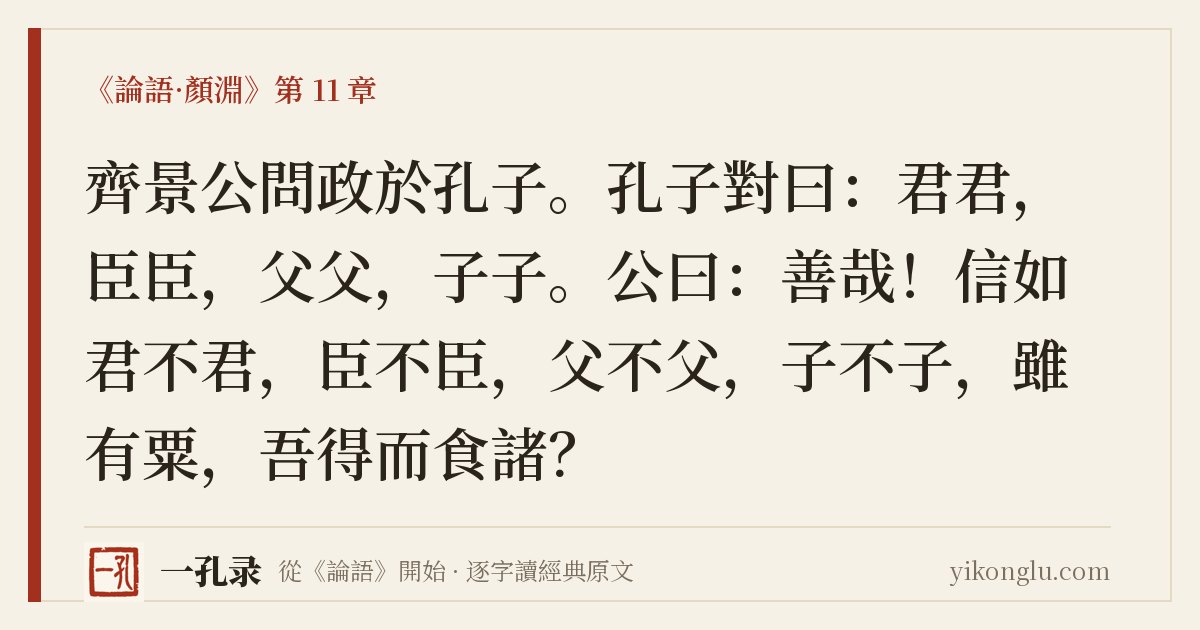 《論語·顏淵》第 11 章
齊景公問政於孔子。孔子對曰：君君，
臣臣，父父，子子。公曰：善哉！信如
君不君，臣不臣，父不父，子不子，雖
有粟，吾得而食諸？
一孔
一孔录 從《論語》開始 · 逐字讀經典原文 yikonglu.com